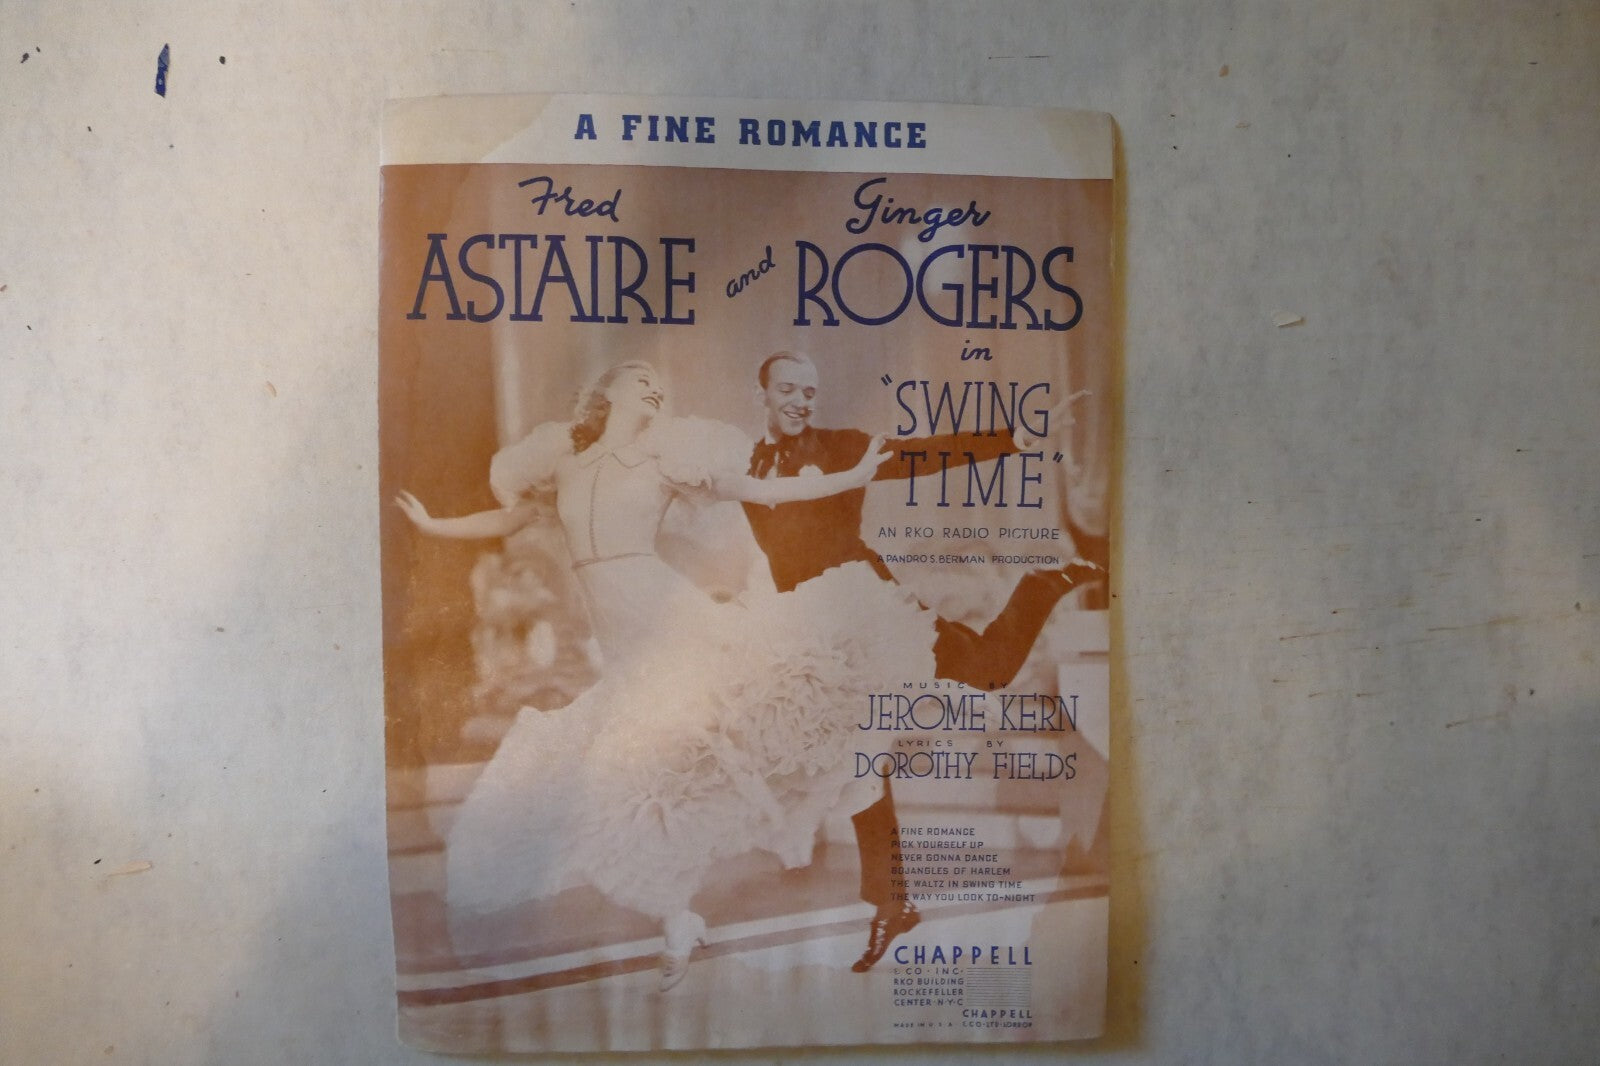 A FINE ROMANCE
Fred Ginger
ASTAIRE and ROGERS
in
"SWING
TIME"
AN RKO RADIO PICTURE
A PANDRO S. BERMAN PRODUCTION
MUSIC BY
JEROME KERN
LYRICS BY
DOROTHY FIELDS
A FINE ROMANCE
PICK YOURSELF UP
NEVER GONNA DANCE
BOJANGLES OF HARLEM
THE WALTZ IN SWING TIME
THE WAY YOU LOOK TO-NIGHT
CHAPPELL
& CO · INC·
RKO BUILDING
ROCKEFELLER
CENTER·N·Y·C
CHAPPELL
MADE IN U.S.A. & CO·LTD·LONDON